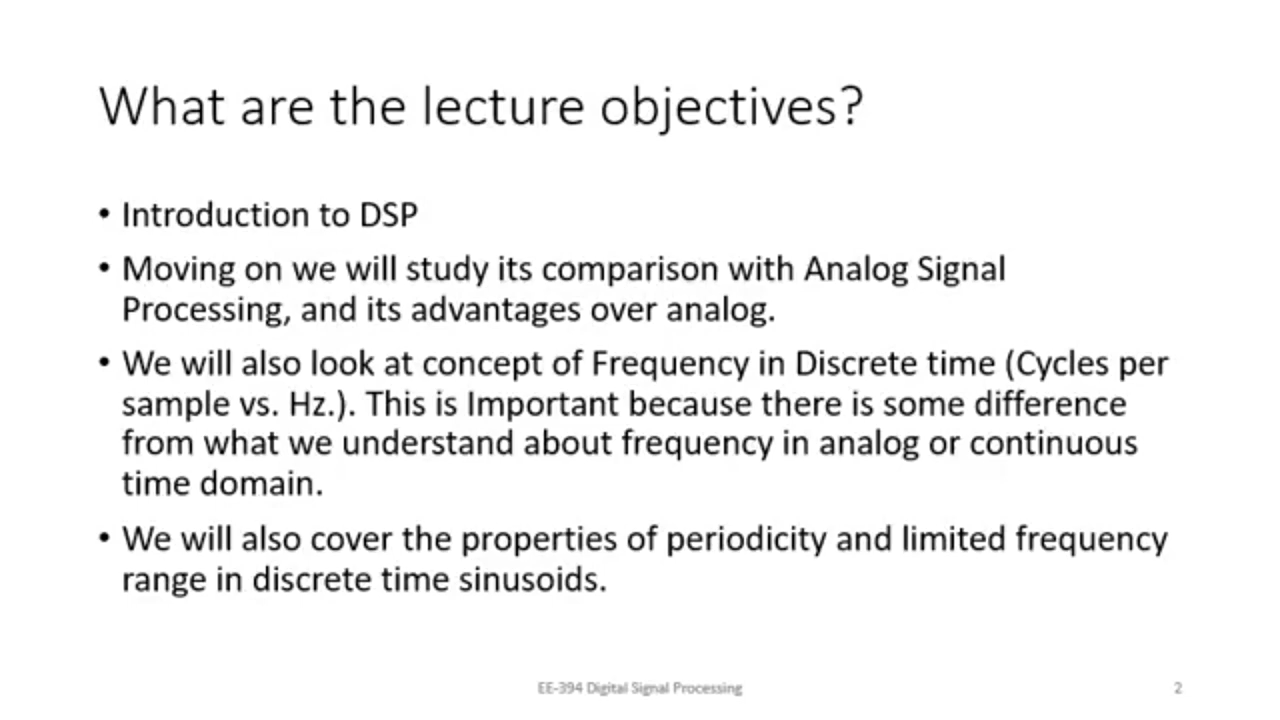 What are the lecture objectives?
• Introduction to DSP
• Moving on we will study its comparison with Analog Signal
Processing, and its advantages over analog.
• We will also look at concept of Frequency in Discrete time (Cycles per
sample vs. Hz.). This is Important because there is some difference
from what we understand about frequency in analog or continuous
time domain.
• We will also cover the properties of periodicity and limited frequency
range in discrete time sinusoids.
EE-394 Digital Signal Processing
2